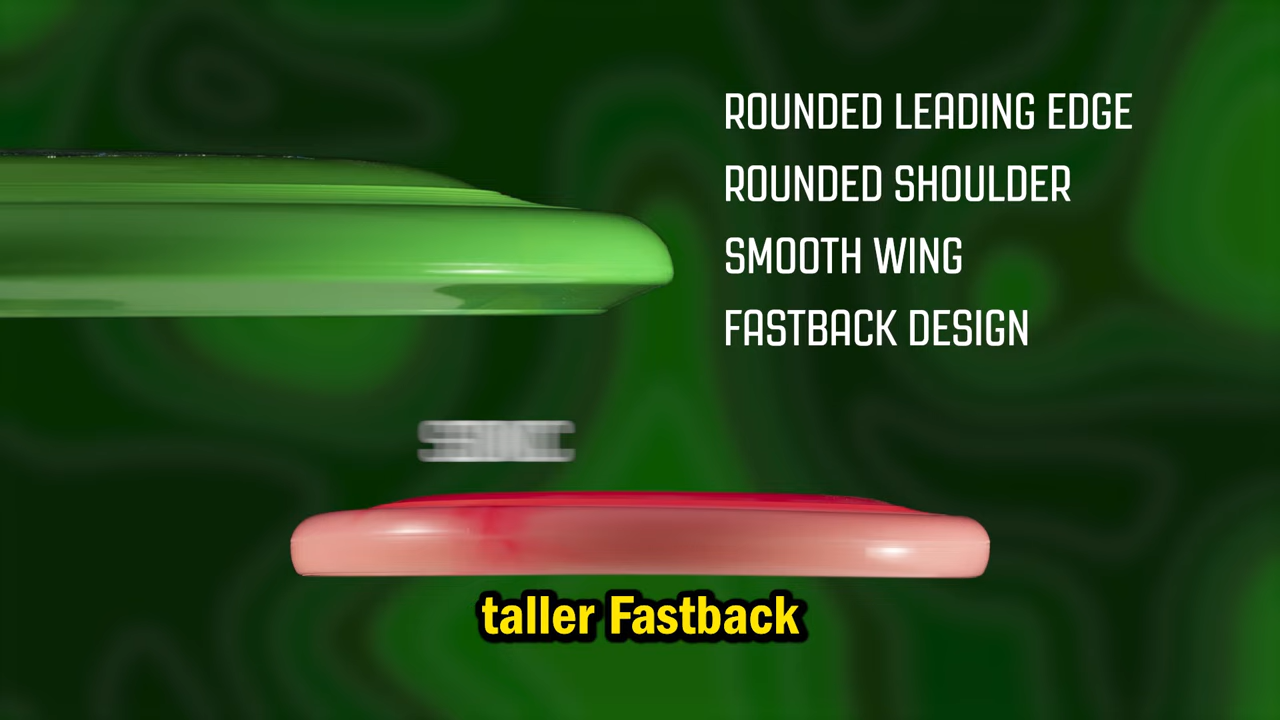 ROUNDED LEADING EDGE
ROUNDED SHOULDER
SMOOTH WING
FASTBACK DESIGN
taller Fastback